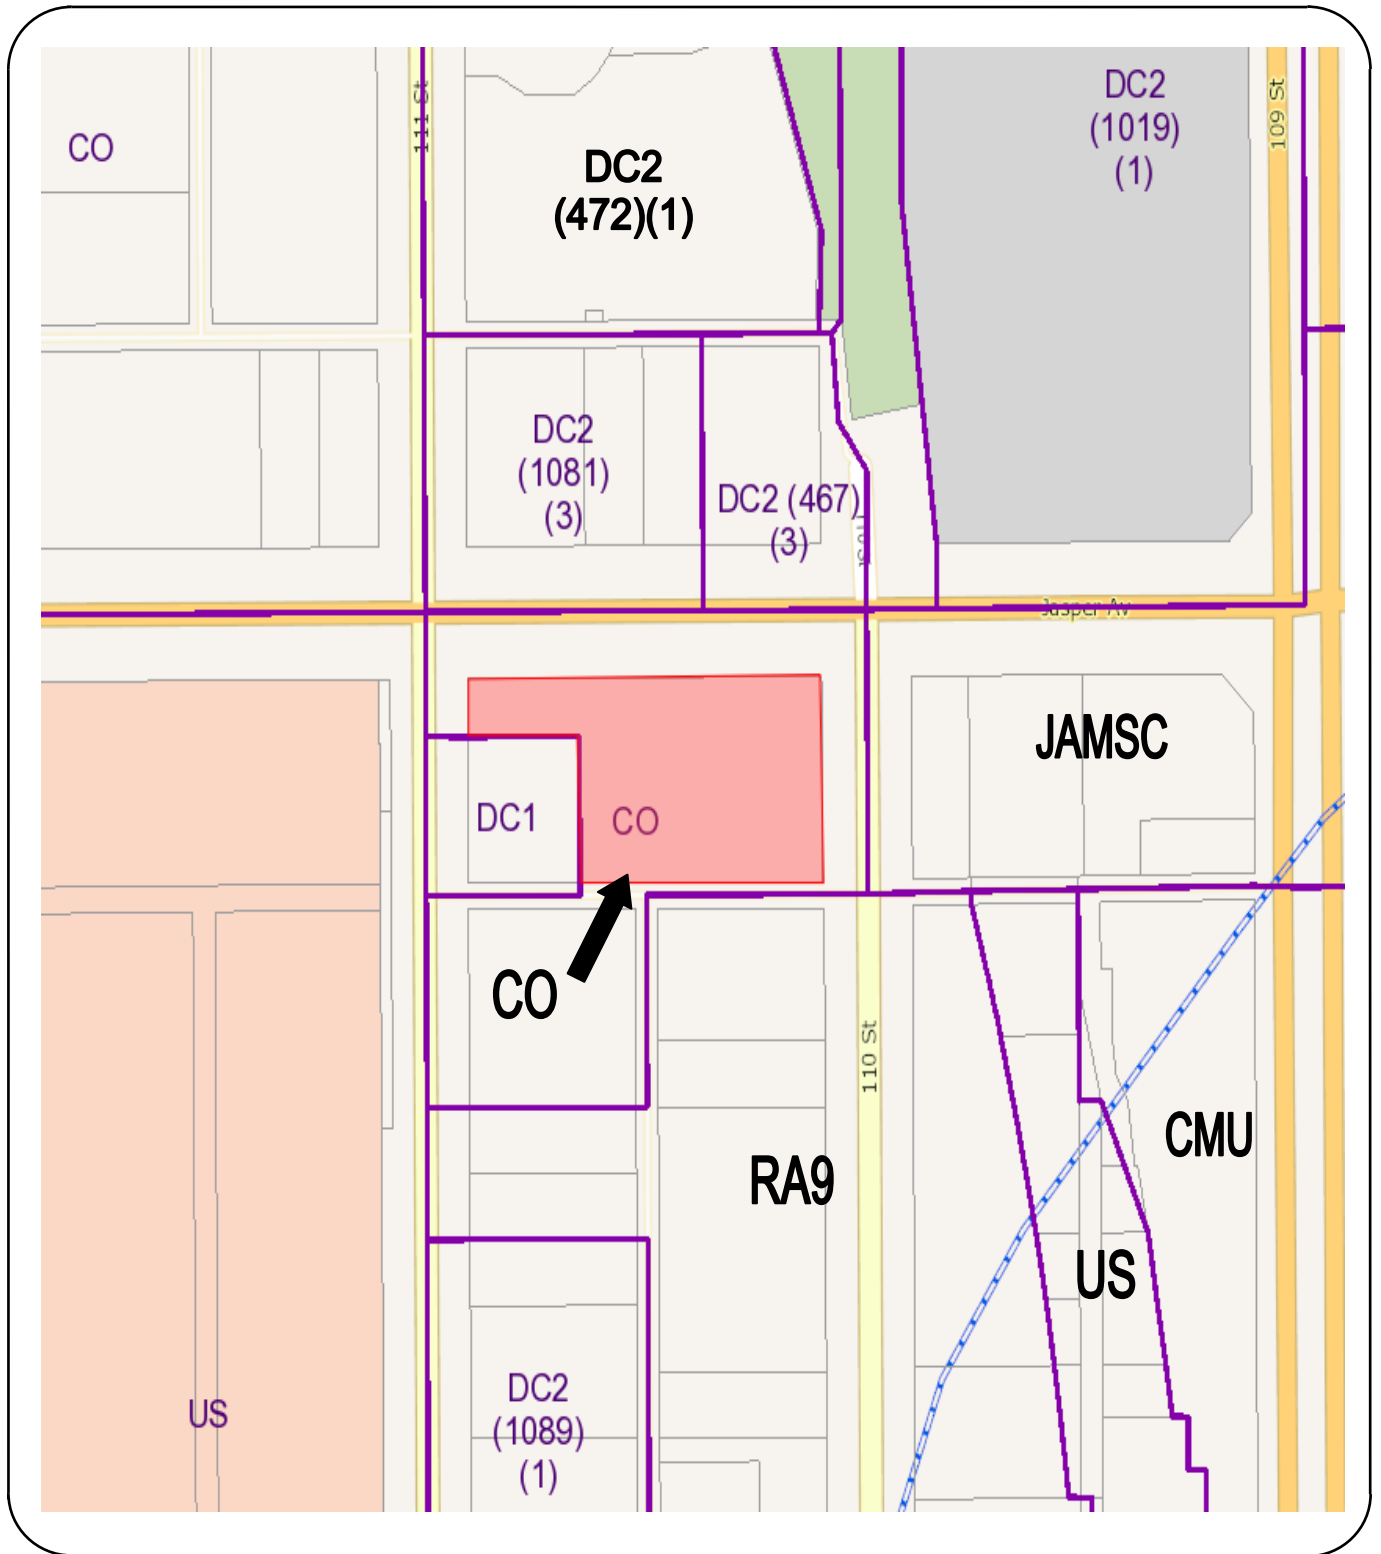 111 St
DC2
(1019)
(1)
109 St
CO
DC2
(472)(1)
DC2
(1081)
(3)
DC2 (467)
(3)
Jasper Av
JAMSC
DC1
CO
CO
110 St
CMU
RA9
US
DC2
(1089)
(1)
US